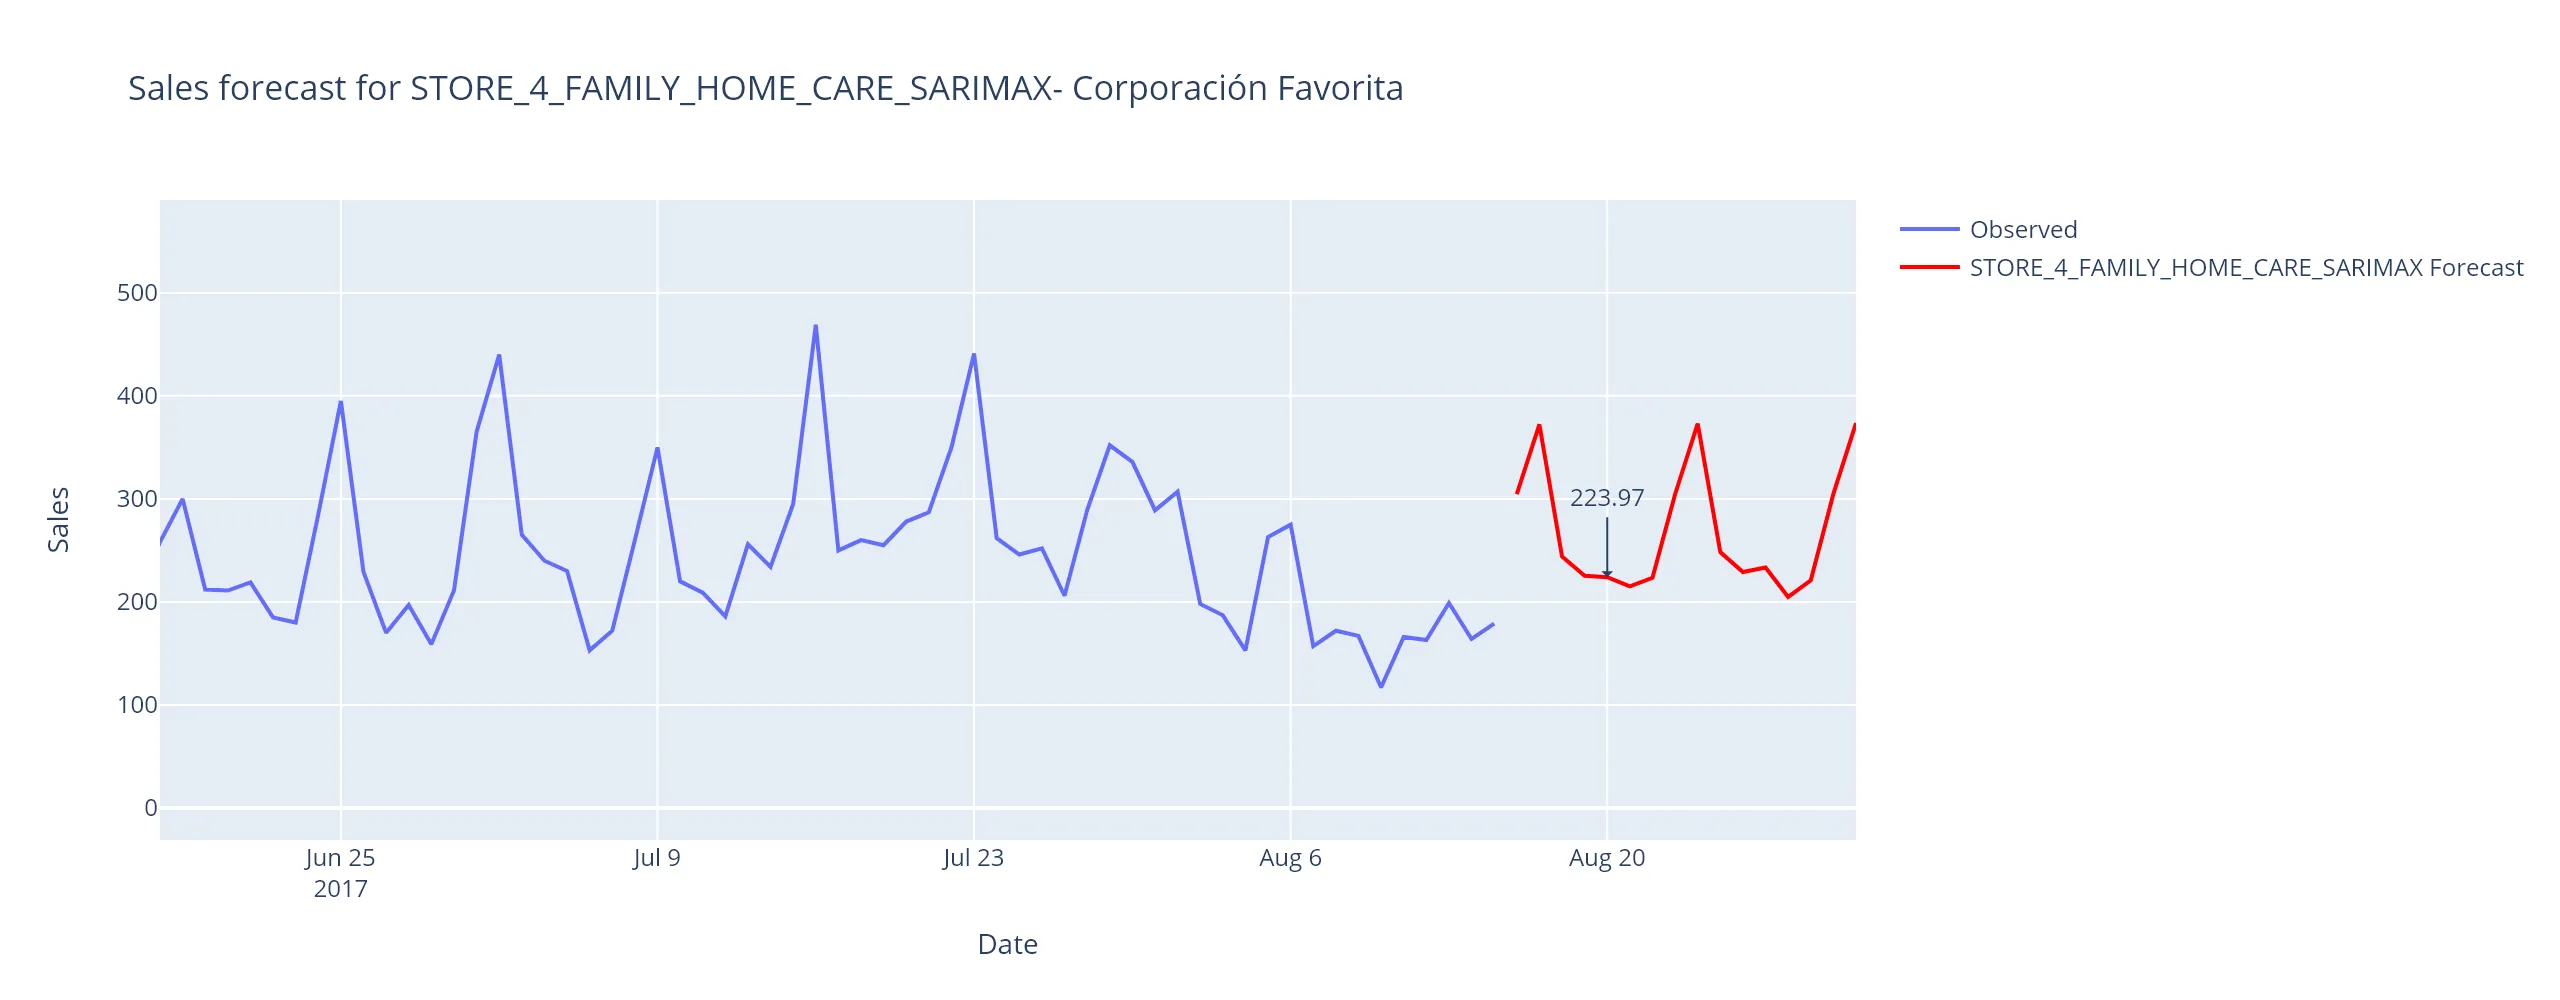 Sales forecast for STORE_4_FAMILY_HOME_CARE_SARIMAX- Corporación Favorita
Observed
STORE_4_FAMILY_HOME_CARE_SARIMAX Forecast
500
400
300
200
100
0
Sales
223.97
Jun 25
2017
Jul 9
Jul 23
Aug 6
Aug 20
Date